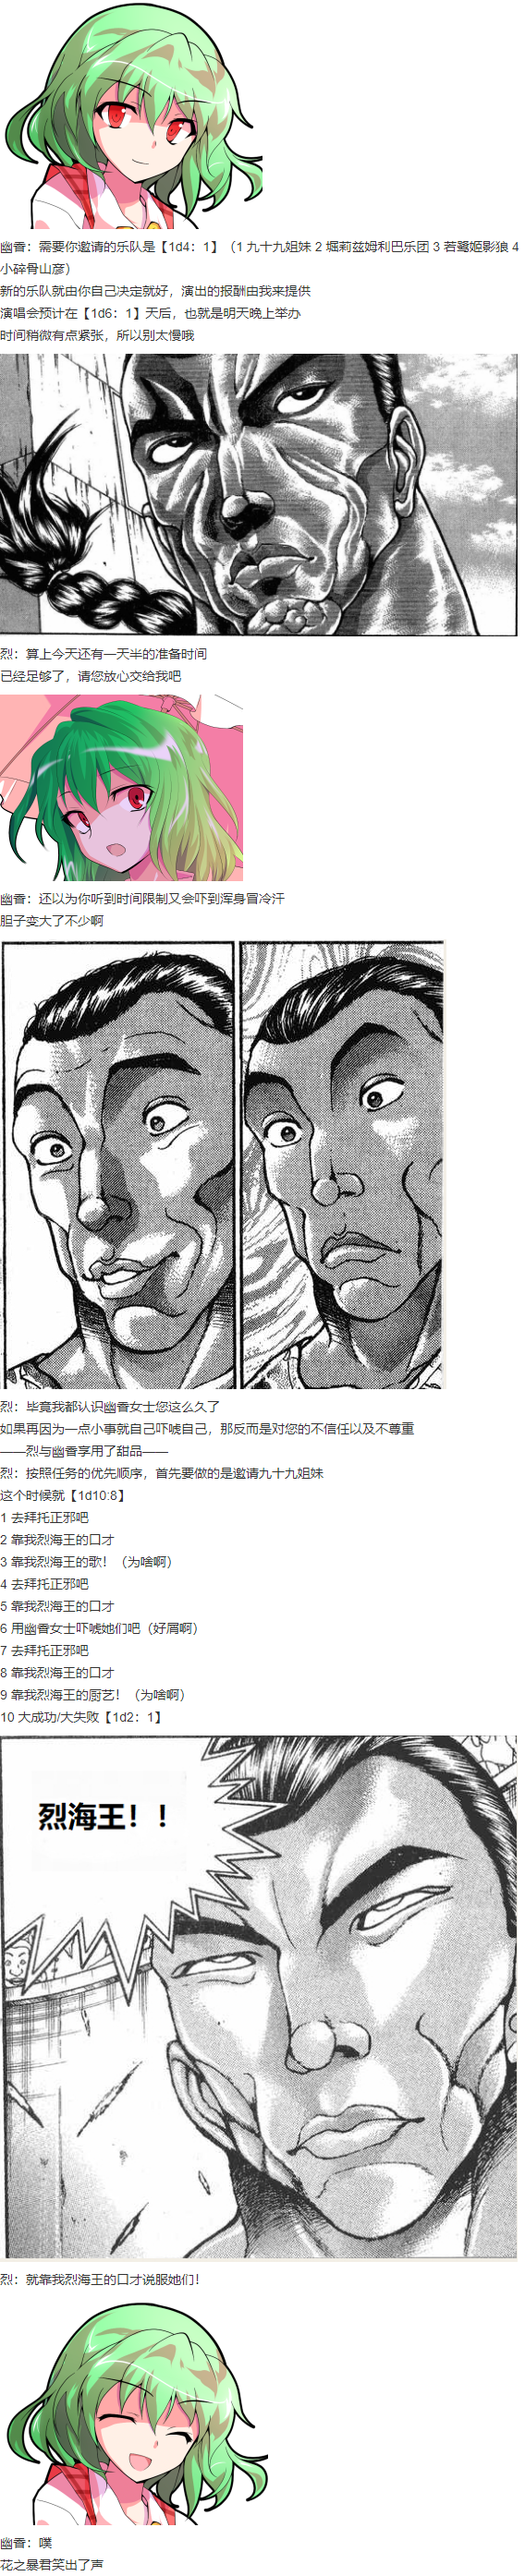 幽香：需要你邀请的乐队是【1d4：1】（1 九十九姐妹 2 堀莉兹姆利巴乐团 3 若鹭姬影狼 4
小碎骨山彦）
新的乐队就由你自己决定就好，演出的报酬由我来提供
演唱会预计在【1d6：1】天后，也就是明天晚上举办
时间稍微有点紧张，所以别太慢哦
烈：算上今天还有一天半的准备时间
已经足够了，请您放心交给我吧
幽香：还以为你听到时间限制又会吓到浑身冒冷汗
胆子变大了不少啊
烈：毕竟我都认识幽香女士您这么久了
如果再因为一点小事就自己吓唬自己，那反而是对您的不信任以及不尊重
——烈与幽香享用了甜品——
烈：按照任务的优先顺序，首先要做的是邀请九十九姐妹
这个时候就【1d10:8】
1 去拜托正邪吧
2 靠我烈海王的口才
3 靠我烈海王的歌！（为啥啊）
4 去拜托正邪吧
5 靠我烈海王的口才
6 用幽香女士吓唬她们吧（好屑啊）
7 去拜托正邪吧
8 靠我烈海王的口才
9 靠我烈海王的厨艺！（为啥啊）
10 大成功/大失败【1d2：1】
烈海王！！
烈：就靠我烈海王的口才说服她们！
幽香：噗
花之暴君笑出了声